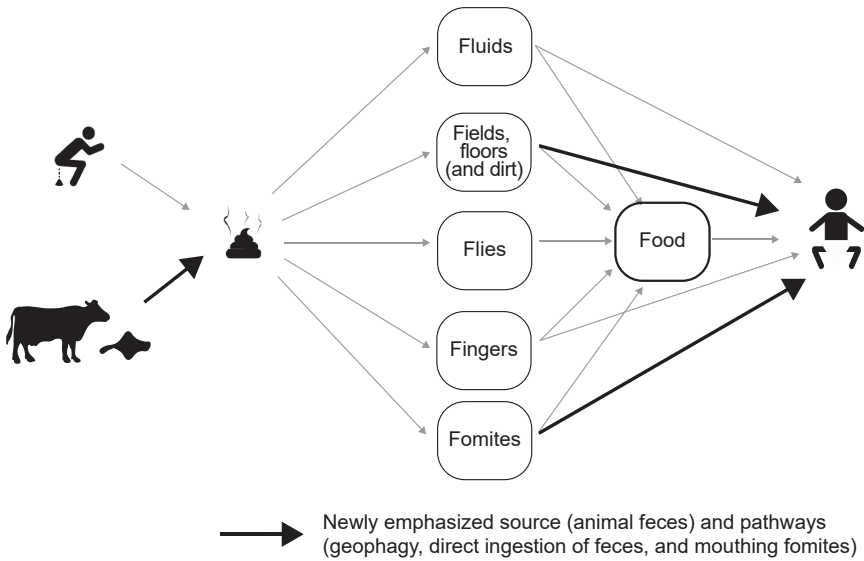 Fluids
Fields,
floors
(and dirt)
Flies
Food
Fingers
Fomites
Newly emphasized source (animal feces) and pathways
(geophagy, direct ingestion of feces, and mouthing fomites)